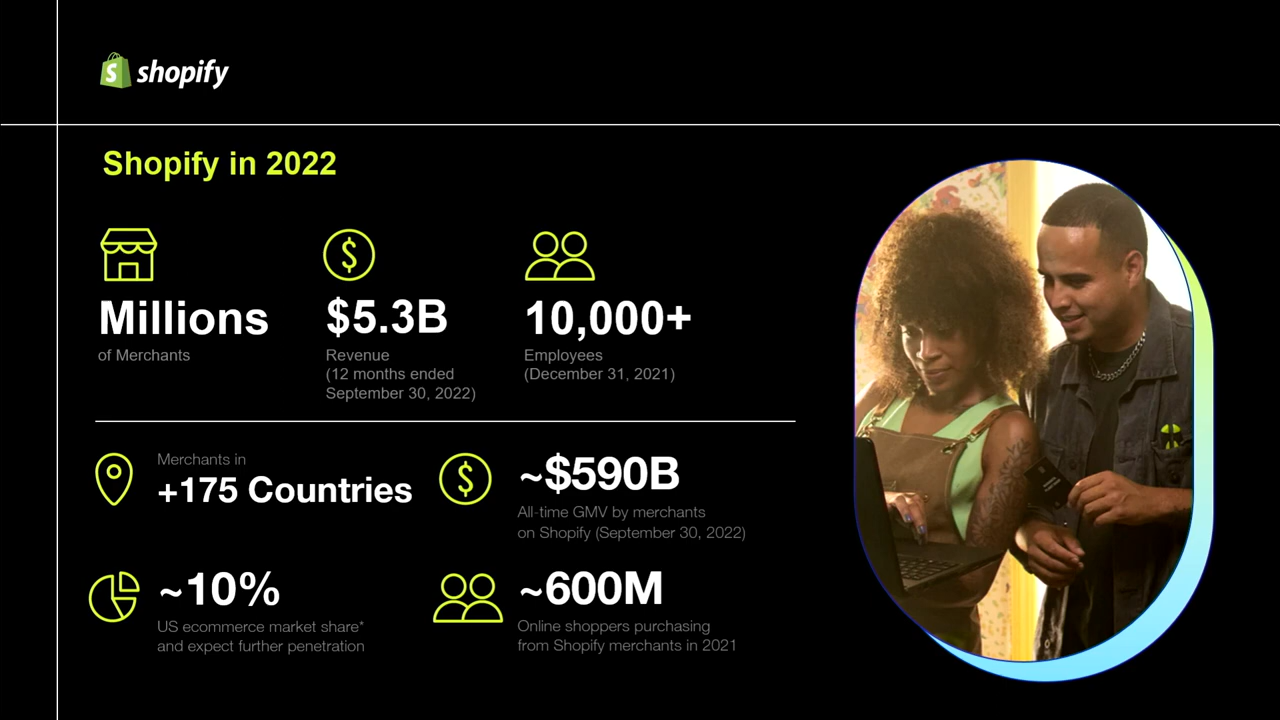 shopify
Shopify in 2022
Millions
of Merchants
$5.3B
Revenue
(12 months ended
September 30, 2022)
10,000+
Employees
(December 31, 2021)
Merchants in
+175 Countries
~$590B
All-time GMV by merchants
on Shopify (September 30, 2022)
~10%
US ecommerce market share*
and expect further penetration
~600M
Online shoppers purchasing
from Shopify merchants in 2021